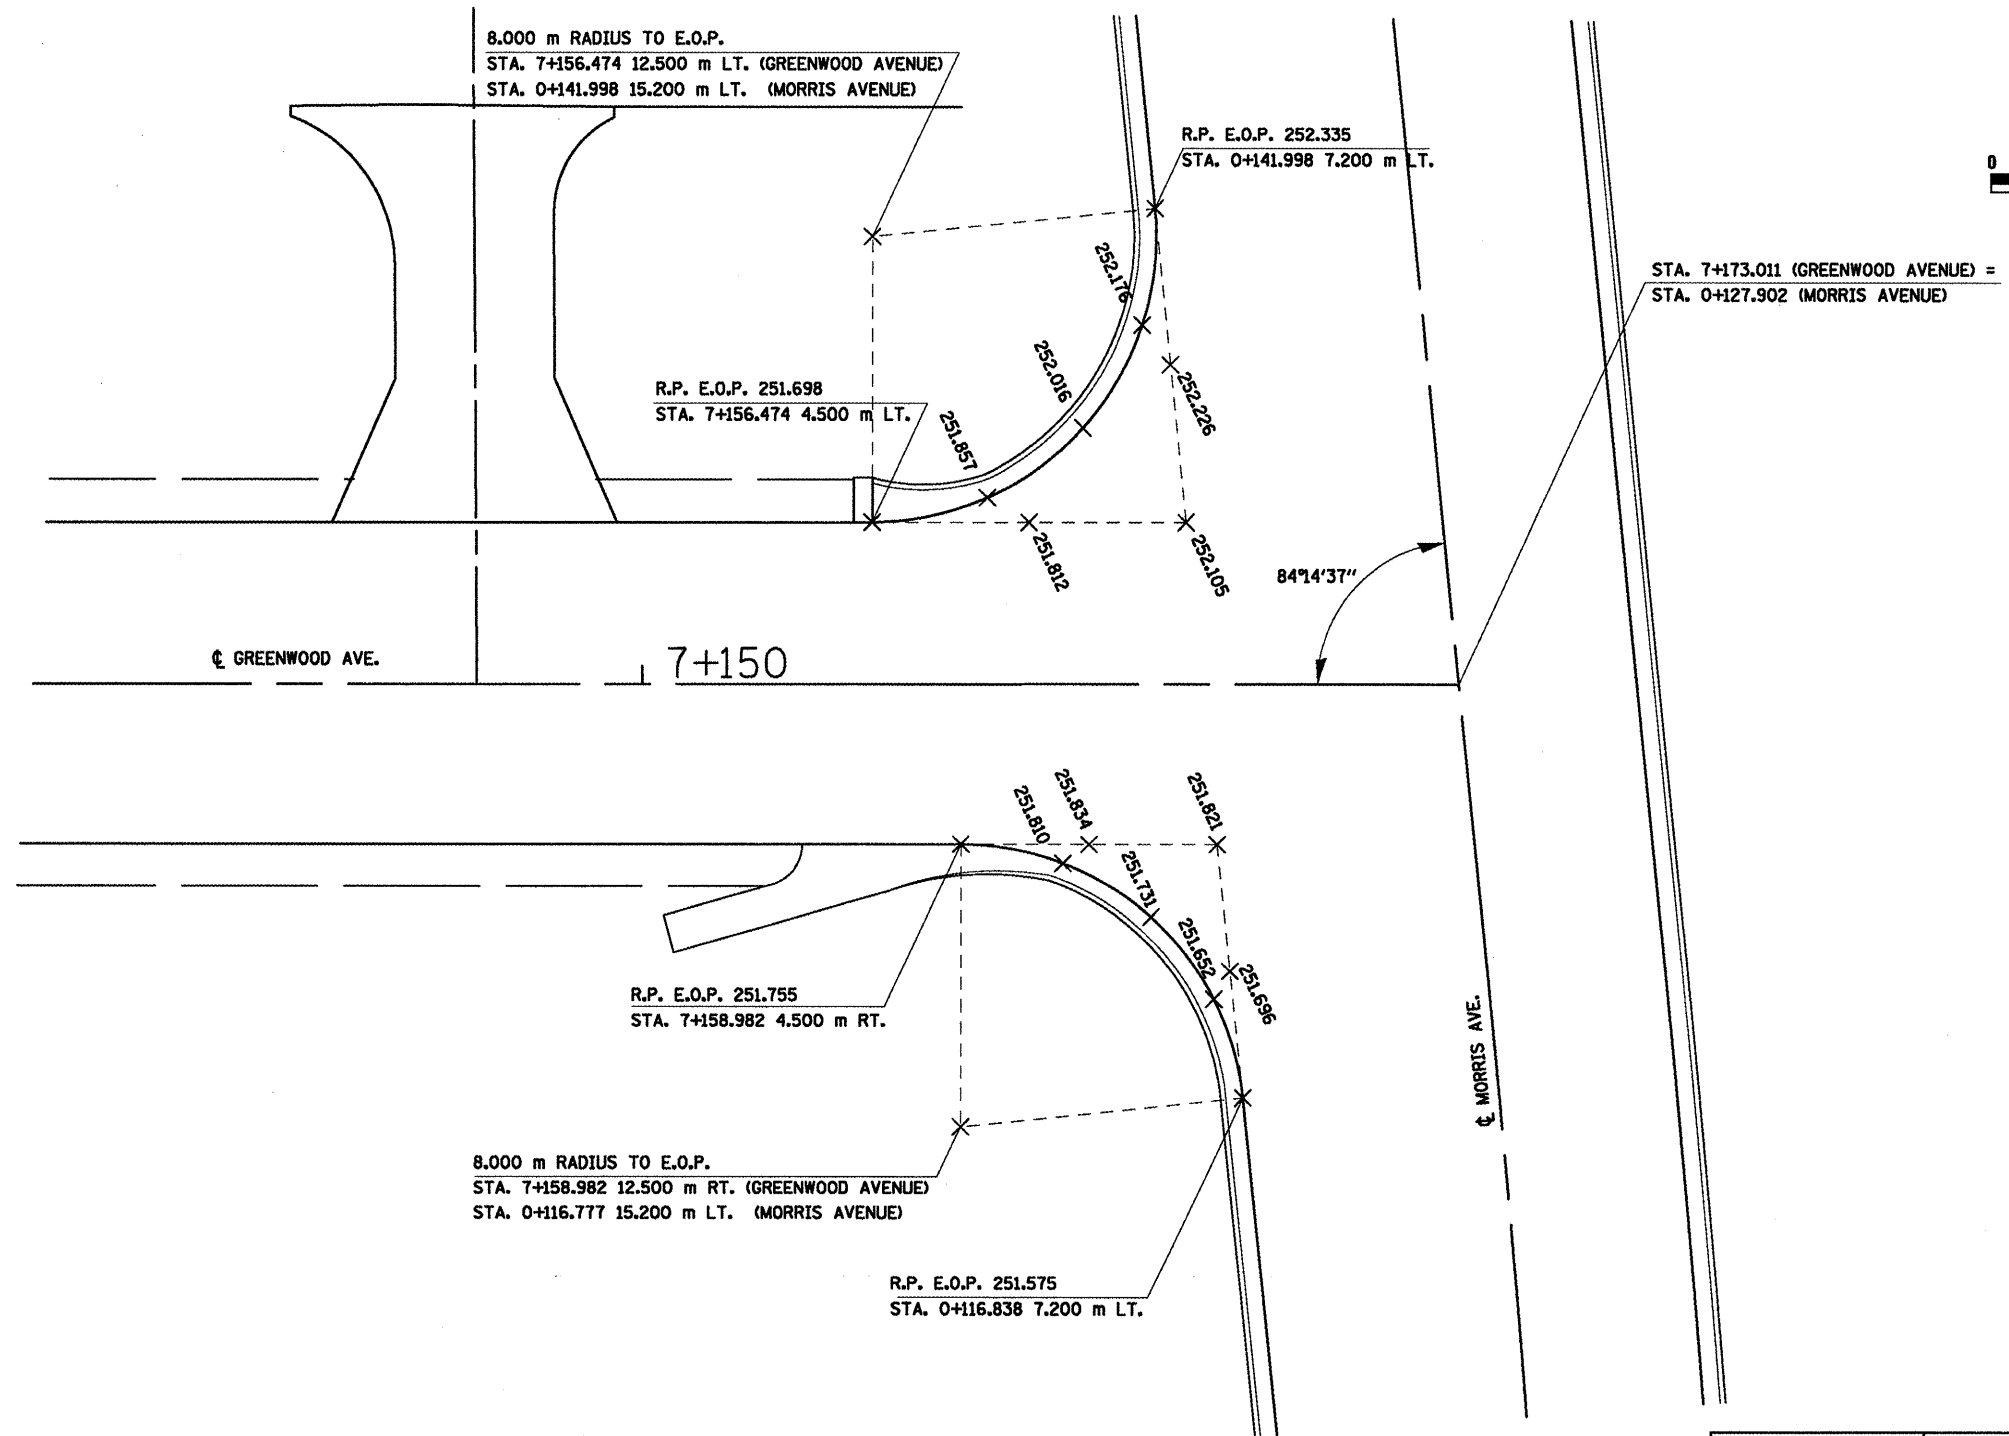 8.000 m RADIUS TO E.O.P.
STA. 7+156.474 12.500 m LT. (GREENWOOD AVENUE)
STA. 0+141.998 15.200 m LT. (MORRIS AVENUE)
R.P. E.O.P. 252.335
STA. 0+141.998 7.200 m LT.
0
STA. 7+173.011 (GREENWOOD AVENUE) =
STA. 0+127.902 (MORRIS AVENUE)
252.176
252.016
252.226
R.P. E.O.P. 251.698
STA. 7+156.474 4.500 m LT.
251.857
251.812
252.105
84°14'37"
℄ GREENWOOD AVE.
7+150
251.810
251.834
251.821
251.731
251.652
251.696
R.P. E.O.P. 251.755
STA. 7+158.982 4.500 m RT.
℄ MORRIS AVE.
8.000 m RADIUS TO E.O.P.
STA. 7+158.982 12.500 m RT. (GREENWOOD AVENUE)
STA. 0+116.777 15.200 m LT. (MORRIS AVENUE)
R.P. E.O.P. 251.575
STA. 0+116.838 7.200 m LT.